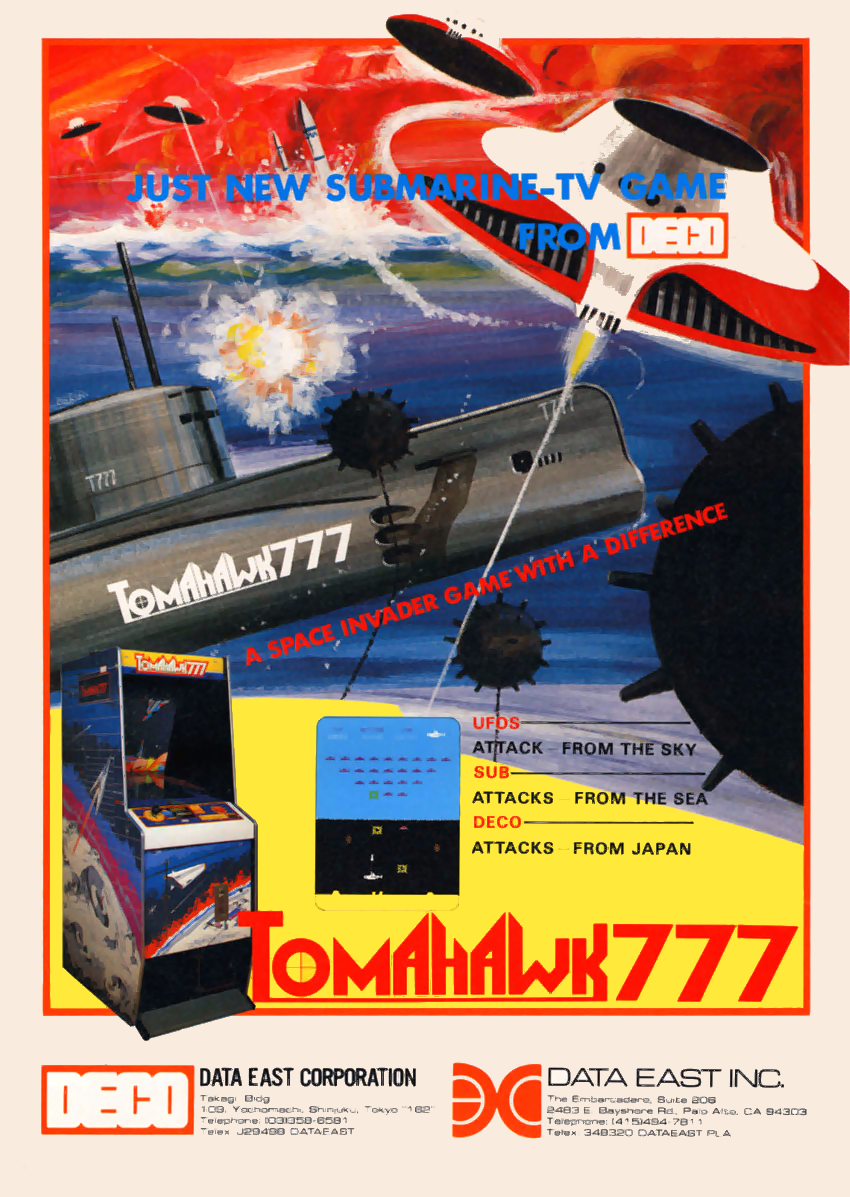 JUST NEW SUBMARINE-TV GAME
FROM DECO
T777
T777
TOMAHAWK777
A SPACE INVADER GAME WITH A DIFFERENCE
TOMAHAWK777
UFOS
ATTACK FROM THE SKY
SUB
ATTACKS FROM THE SEA
DECO
ATTACKS FROM JAPAN
TOMAHAWK777
DECO
DATA EAST CORPORATION
Takagi Bldg
109, Yochomachi, Shinjuku, Tokyo "162"
Telephone: (03)358-6581
Telex J29498 DATAEAST
DATA EAST INC.
The Embarcadero, Suite 206
2483 E. Bayshore Rd., Palo Alto, CA 94303
Telephone: (415)494-7811
Telex 348320 DATAEAST PLA